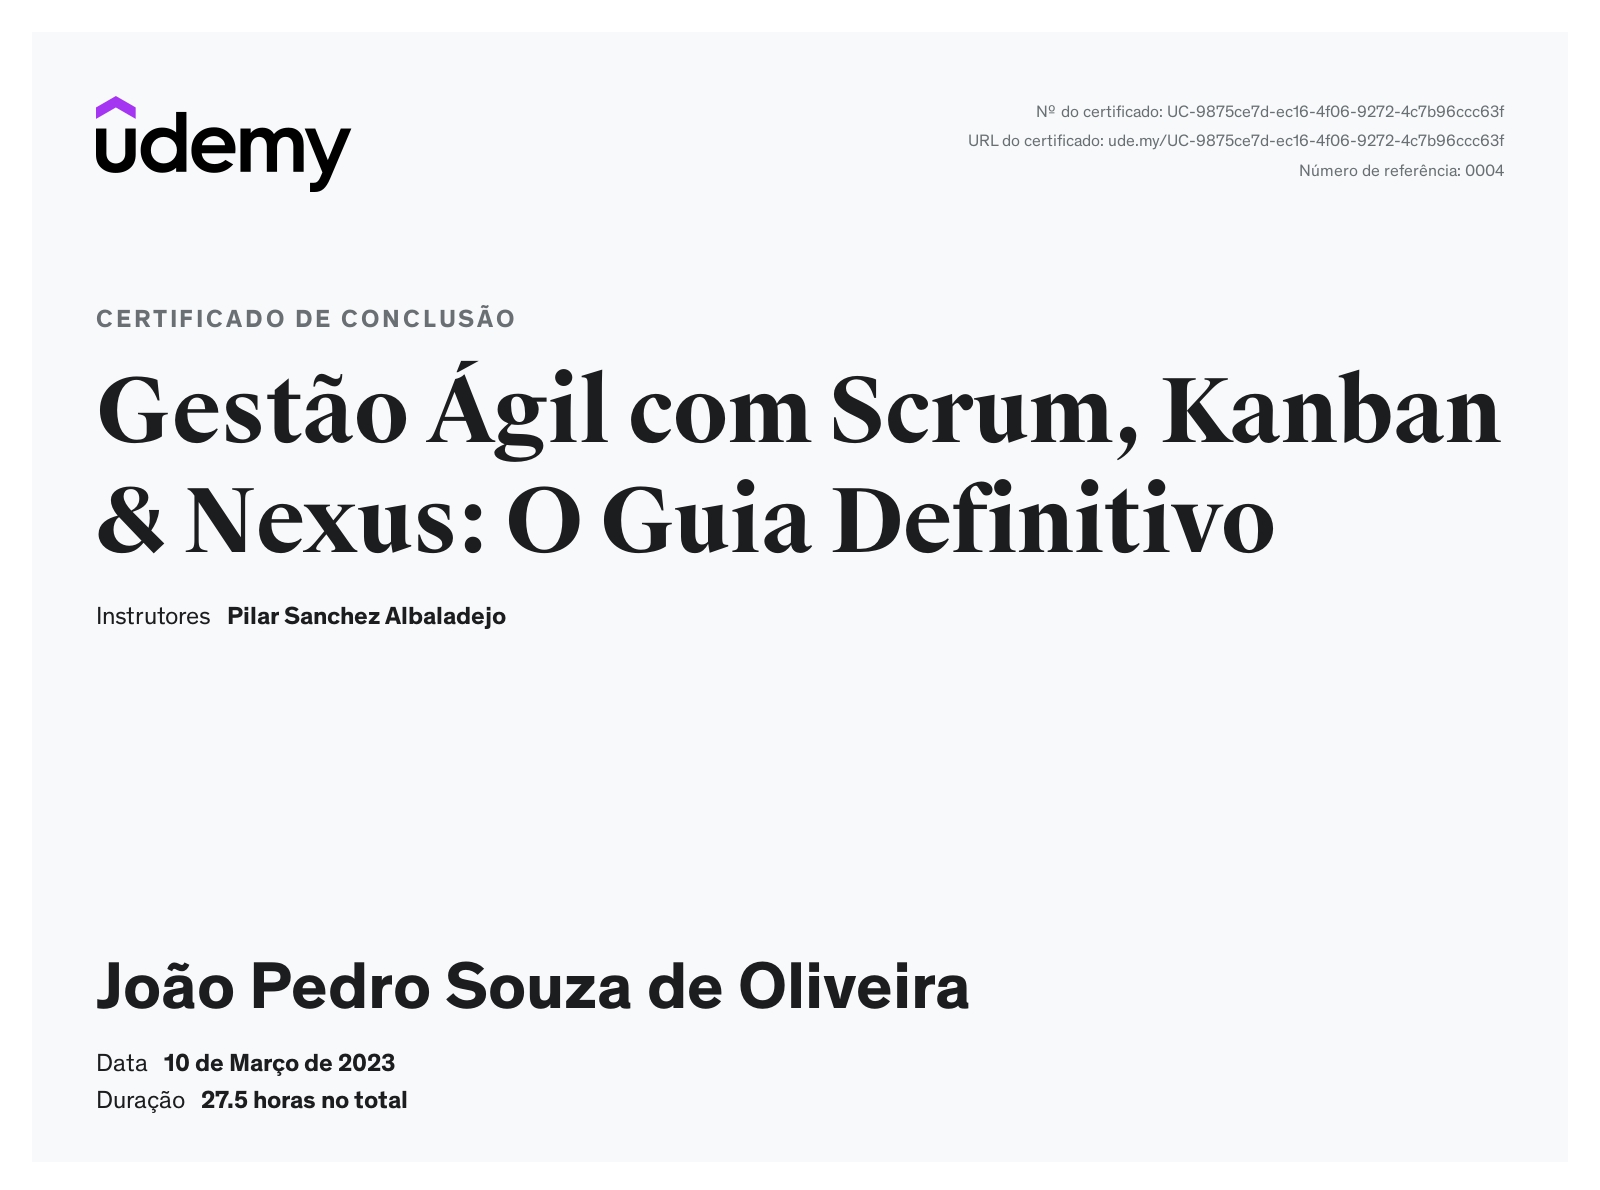 udemy
Nº do certificado: UC-9875ce7d-ec16-4f06-9272-4c7b96ccc63f
URL do certificado: ude.my/UC-9875ce7d-ec16-4f06-9272-4c7b96ccc63f
Número de referência: 0004
CERTIFICADO DE CONCLUSÃO
Gestão Ágil com Scrum, Kanban
& Nexus: O Guia Definitivo
Instrutores Pilar Sanchez Albaladejo
João Pedro Souza de Oliveira
Data 10 de Março de 2023
Duração 27.5 horas no total